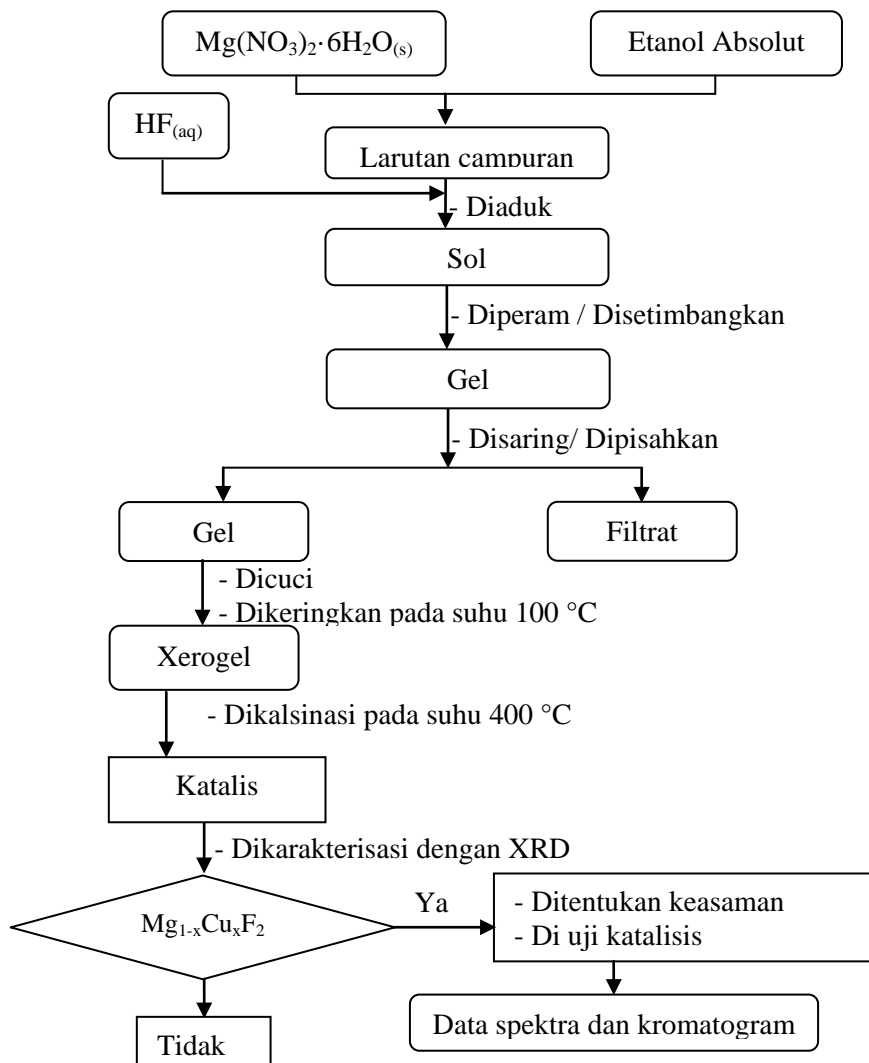 Mg(NO₃)₂·6H₂O₍ₛ₎
Etanol Absolut
HF₍aq₎
Larutan campuran
- Diaduk
Sol
- Diperam / Disetimbangkan
Gel
- Disaring/ Dipisahkan
Gel
Filtrat
- Dicuci
- Dikeringkan pada suhu 100 °C
Xerogel
- Dikalsinasi pada suhu 400 °C
Katalis
- Dikarakterisasi dengan XRD
Mg₁₋ₓCuₓF₂
Ya
- Ditentukan keasaman
- Di uji katalisis
Data spektra dan kromatogram
Tidak